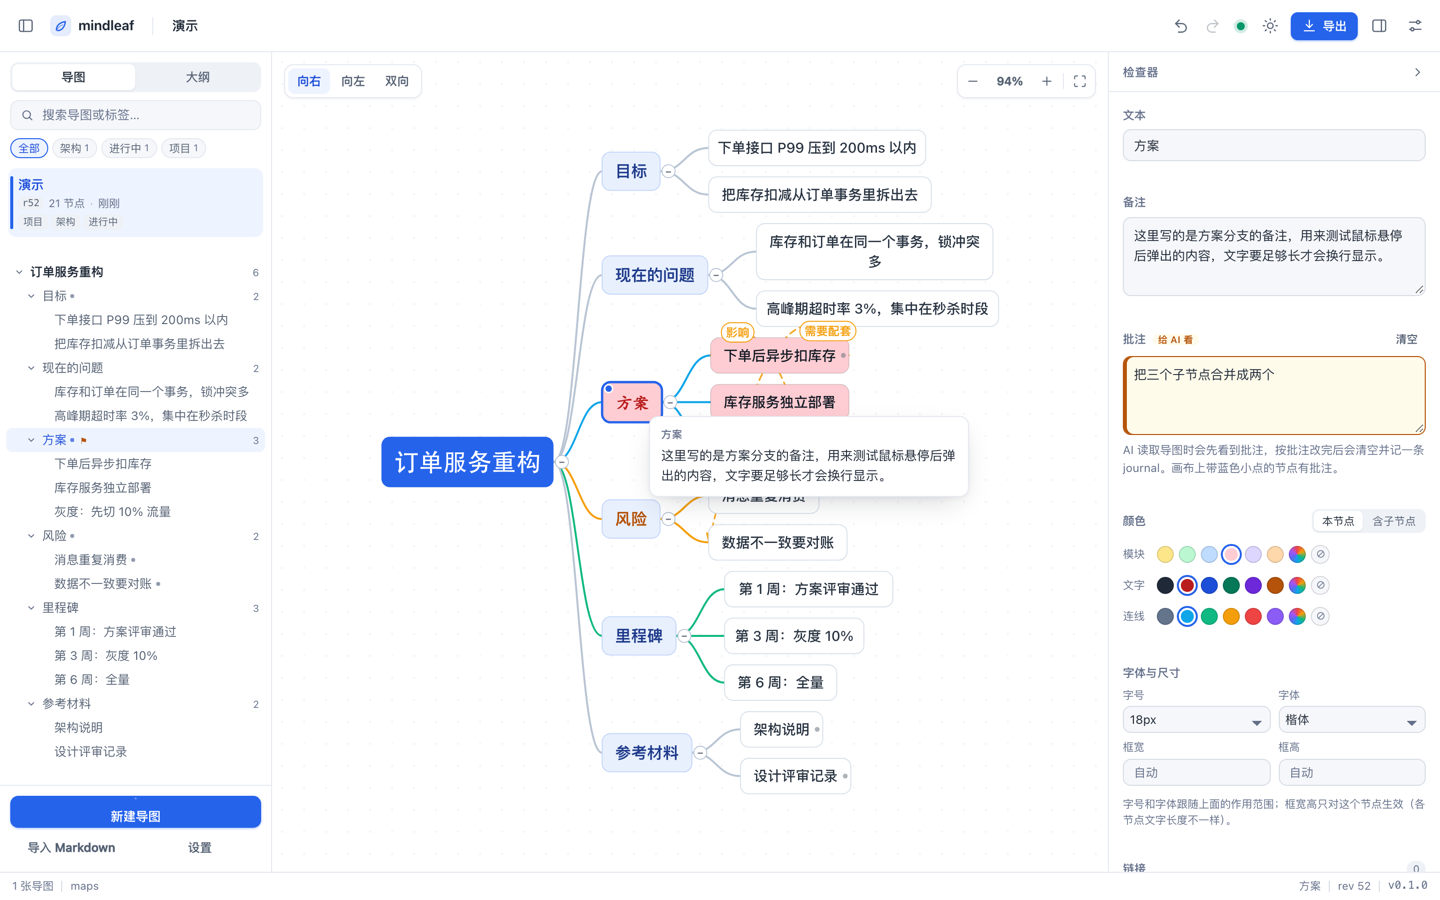 mindleaf
演示
导出
导图
大纲
搜索导图或标签...
全部
架构 1
进行中 1
项目 1
演示
r52 21 节点 · 刚刚
项目 架构 进行中
订单服务重构 6
目标 2
下单接口 P99 压到 200ms 以内
把库存扣减从订单事务里拆出去
现在的问题 2
库存和订单在同一个事务，锁冲突多
高峰期超时率 3%，集中在秒杀时段
方案 3
下单后异步扣库存
库存服务独立部署
灰度：先切 10% 流量
风险 2
消息重复消费
数据不一致要对账
里程碑 3
第 1 周：方案评审通过
第 3 周：灰度 10%
第 6 周：全量
参考材料 2
架构说明
设计评审记录
新建导图
导入 Markdown
设置
1 张导图
maps
向右
向左
双向
94%
订单服务重构
目标
下单接口 P99 压到 200ms 以内
把库存扣减从订单事务里拆出去
现在的问题
库存和订单在同一个事务，锁冲突
多
高峰期超时率 3%，集中在秒杀时段
影响
需要配套
方案
下单后异步扣库存
库存服务独立部署
方案
这里写的是方案分支的备注，用来测试鼠标悬停后弹
出的内容，文字要足够长才会换行显示。
风险
消息重复消费
数据不一致要对账
里程碑
第 1 周：方案评审通过
第 3 周：灰度 10%
第 6 周：全量
参考材料
架构说明
设计评审记录
检查器
文本
方案
备注
这里写的是方案分支的备注，用来测试鼠标悬停
后弹出的内容，文字要足够长才会换行显示。
批注 给 AI 看 清空
把三个子节点合并成两个
AI 读取导图时会先看到批注，按批注改完后会清空并记一条
journal。画布上带蓝色小点的节点有批注。
颜色 本节点 含子节点
模块
文字
连线
字体与尺寸
字号 字体
18px 楷体
框宽 框高
自动 自动
字号和字体跟随上面的作用范围；框宽高只对这个节点生效（各
节点文字长度不一样）。
链接 0
方案
rev 52
v0.1.0